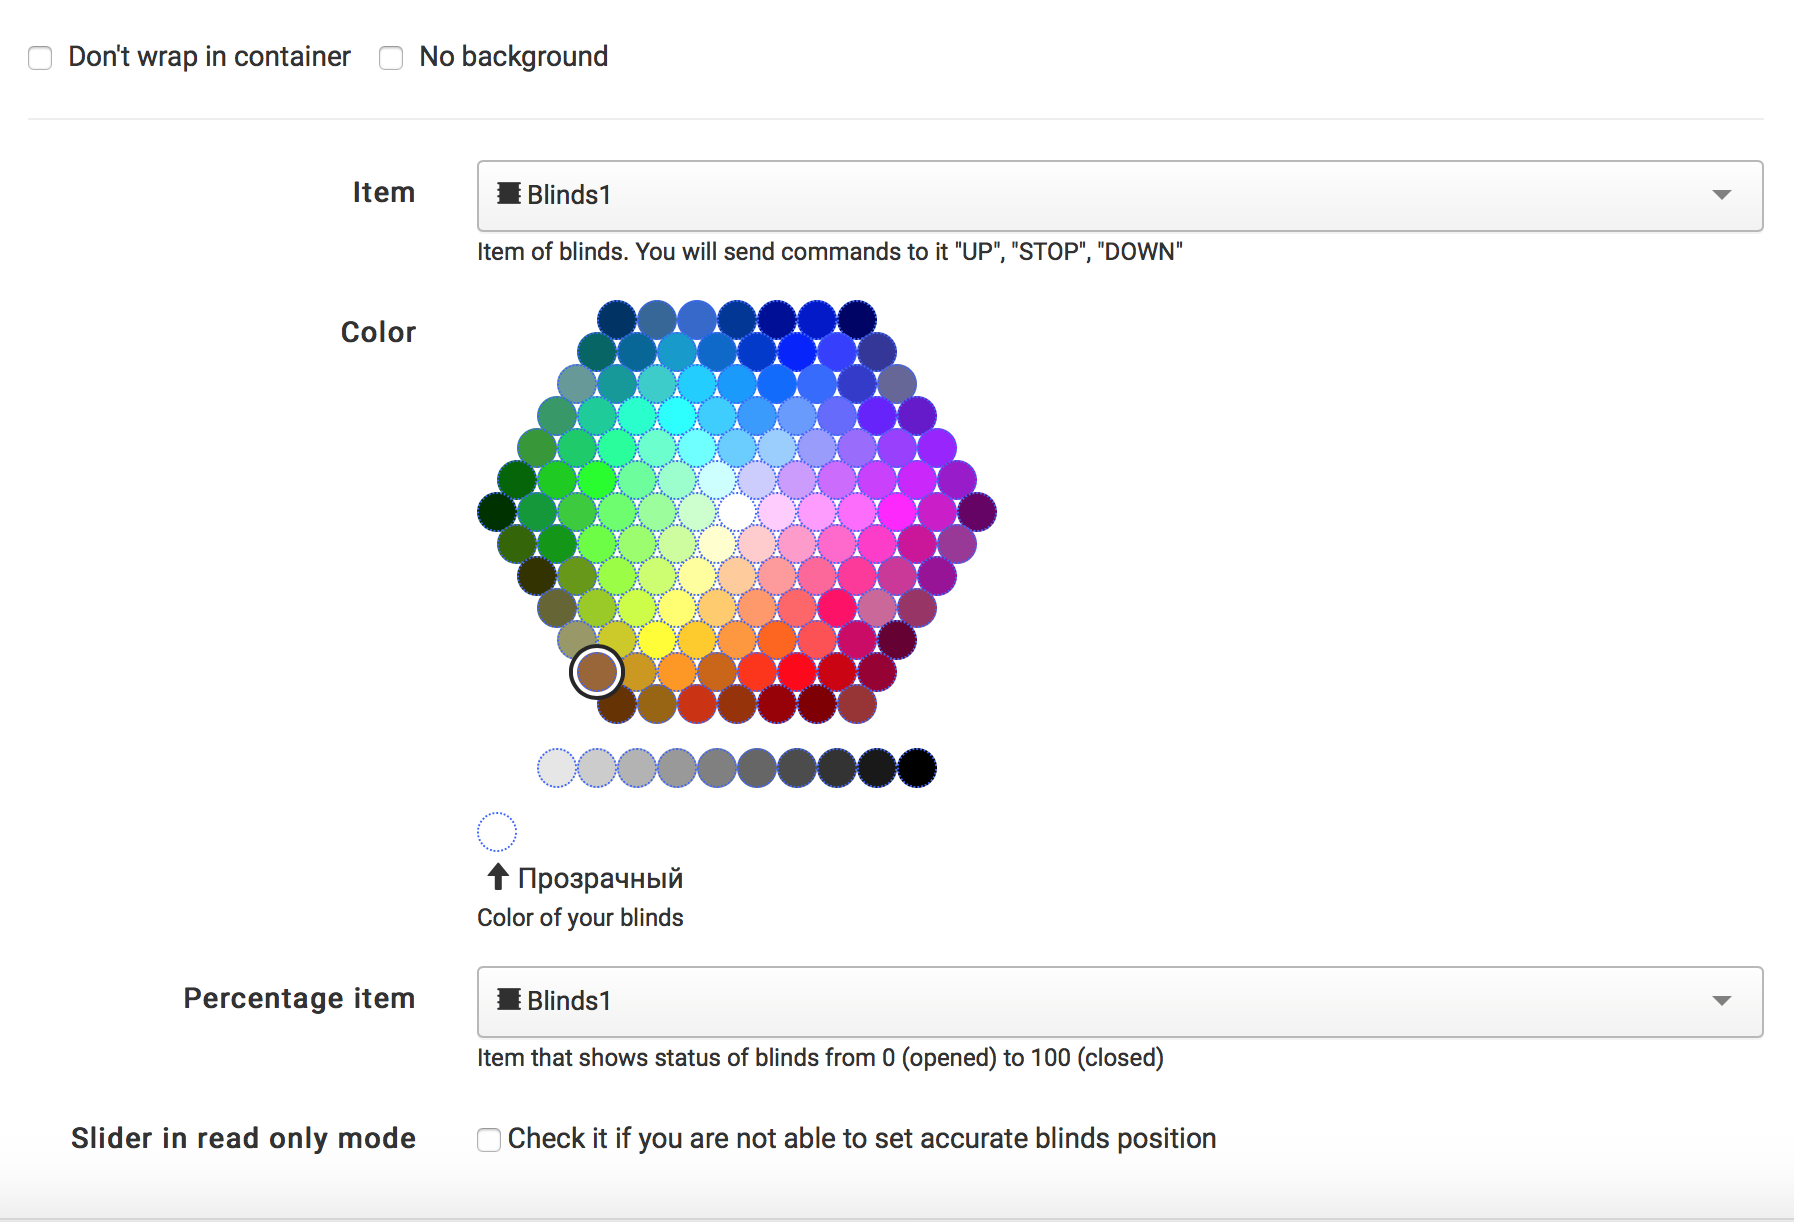 Don't wrap in container No background
Item
Blinds1
Item of blinds. You will send commands to it "UP", "STOP", "DOWN"
Color
Прозрачный
Color of your blinds
Percentage item
Blinds1
Item that shows status of blinds from 0 (opened) to 100 (closed)
Slider in read only mode
Check it if you are not able to set accurate blinds position